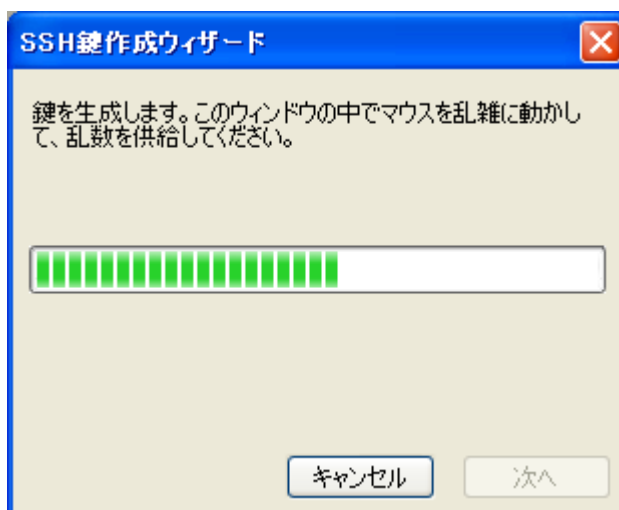 SSH鍵作成ウィザード
鍵を生成します。このウィンドウの中でマウスを乱雑に動かし
て、乱数を供給してください。
キャンセル
次へ